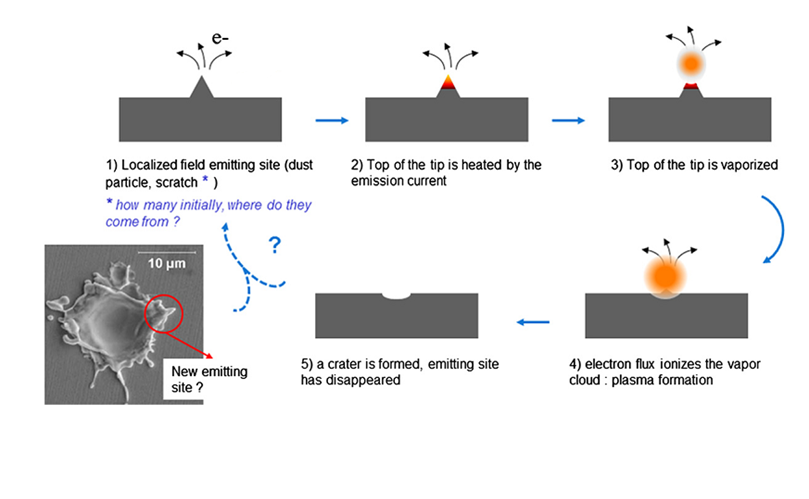 e-
1) Localized field emitting site (dust
particle, scratch * )
* how many initially, where do they
come from ?
2) Top of the tip is heated by the
emission current
3) Top of the tip is vaporized
4) electron flux ionizes the vapor
cloud : plasma formation
5) a crater is formed, emitting site
has disappeared
?
10 µm
New emitting
site ?